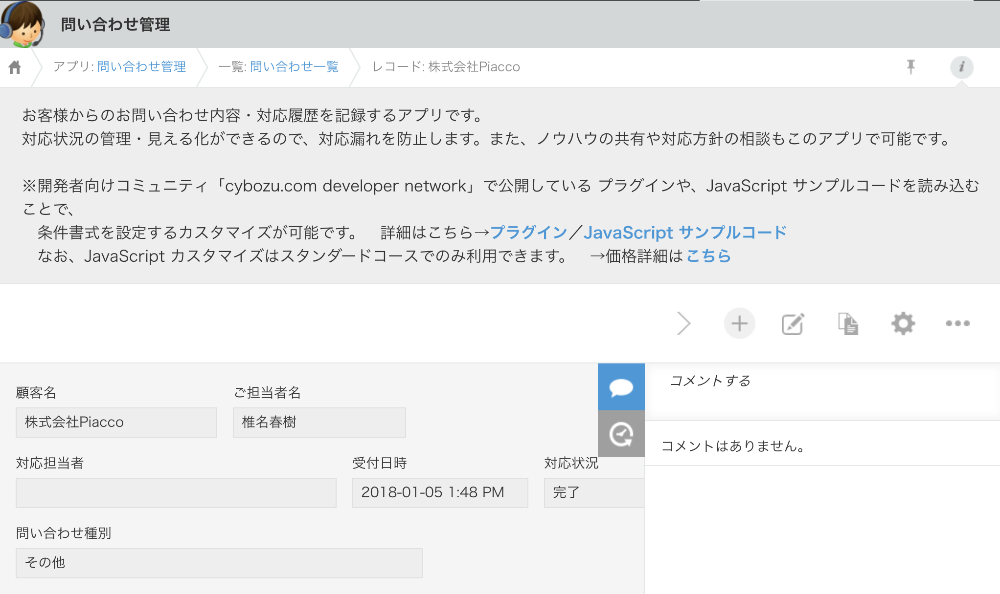 問い合わせ管理
アプリ: 問い合わせ管理
一覧: 問い合わせ一覧
レコード: 株式会社Piacco
i
お客様からのお問い合わせ内容・対応履歴を記録するアプリです。
対応状況の管理・見える化ができるので、対応漏れを防止します。また、ノウハウの共有や対応方針の相談もこのアプリで可能です。
※開発者向けコミュニティ「cybozu.com developer network」で公開している プラグインや、JavaScript サンプルコードを読み込む
ことで、
条件書式を設定するカスタマイズが可能です。　詳細はこちら→プラグイン／JavaScript サンプルコード
なお、JavaScript カスタマイズはスタンダードコースでのみ利用できます。　→価格詳細はこちら
顧客名
株式会社Piacco
ご担当者名
椎名春樹
対応担当者
受付日時
2018-01-05 1:48 PM
対応状況
完了
問い合わせ種別
その他
コメントする
コメントはありません。